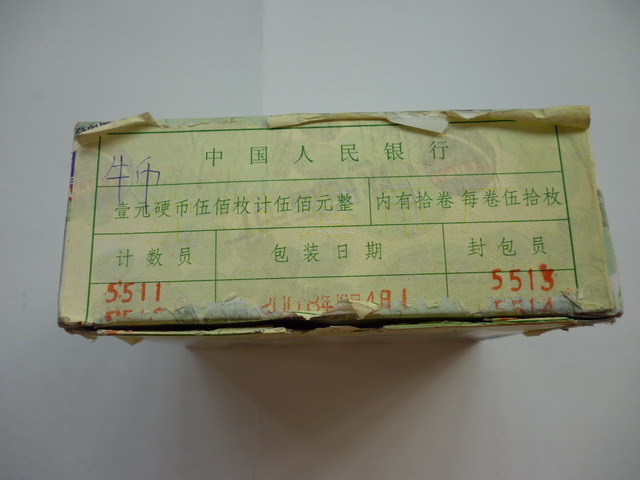 中国人民银行
牛币
壹元硬币伍佰枚计伍佰元整 内有拾卷每卷伍拾枚
计数员 包装日期 封包员
5511 5513
5514